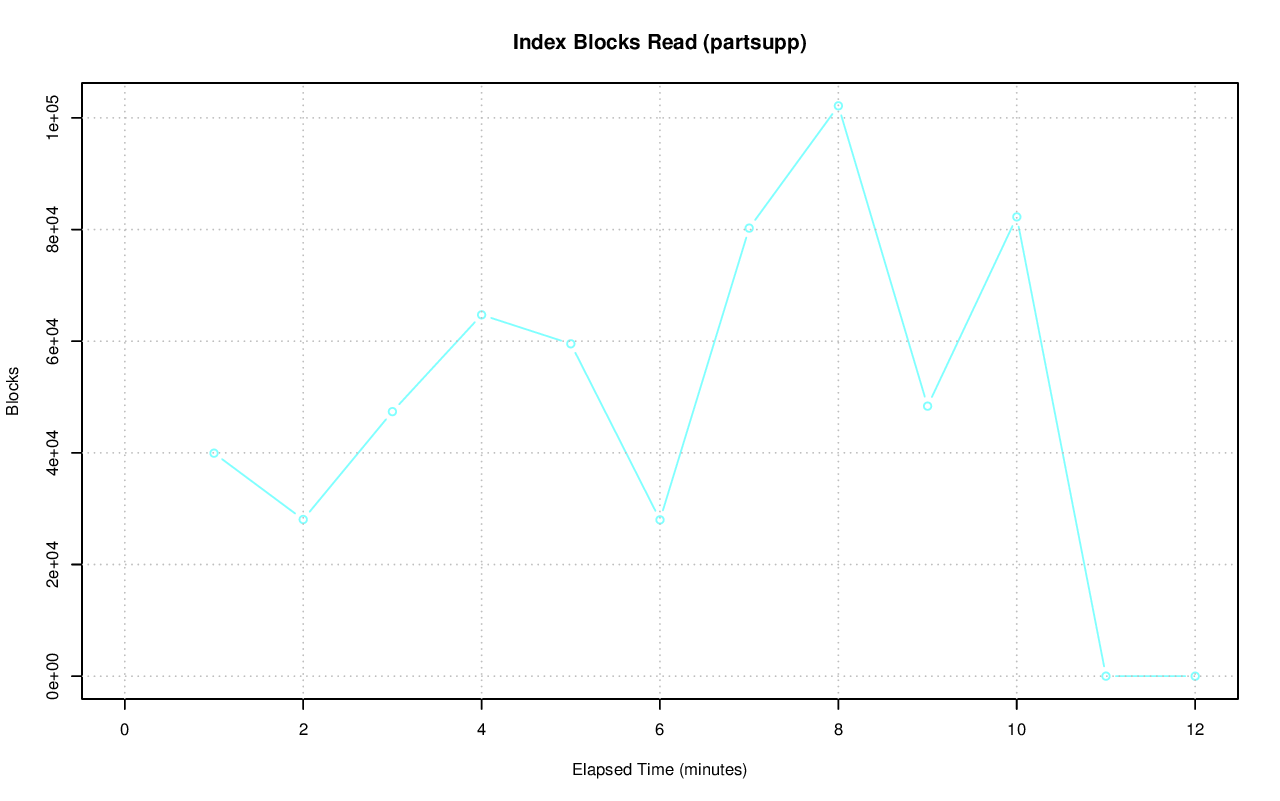 Index Blocks Read (partsupp)
Blocks
1e+05
8e+04
6e+04
4e+04
2e+04
0e+00
0 2 4 6 8 10 12
Elapsed Time (minutes)